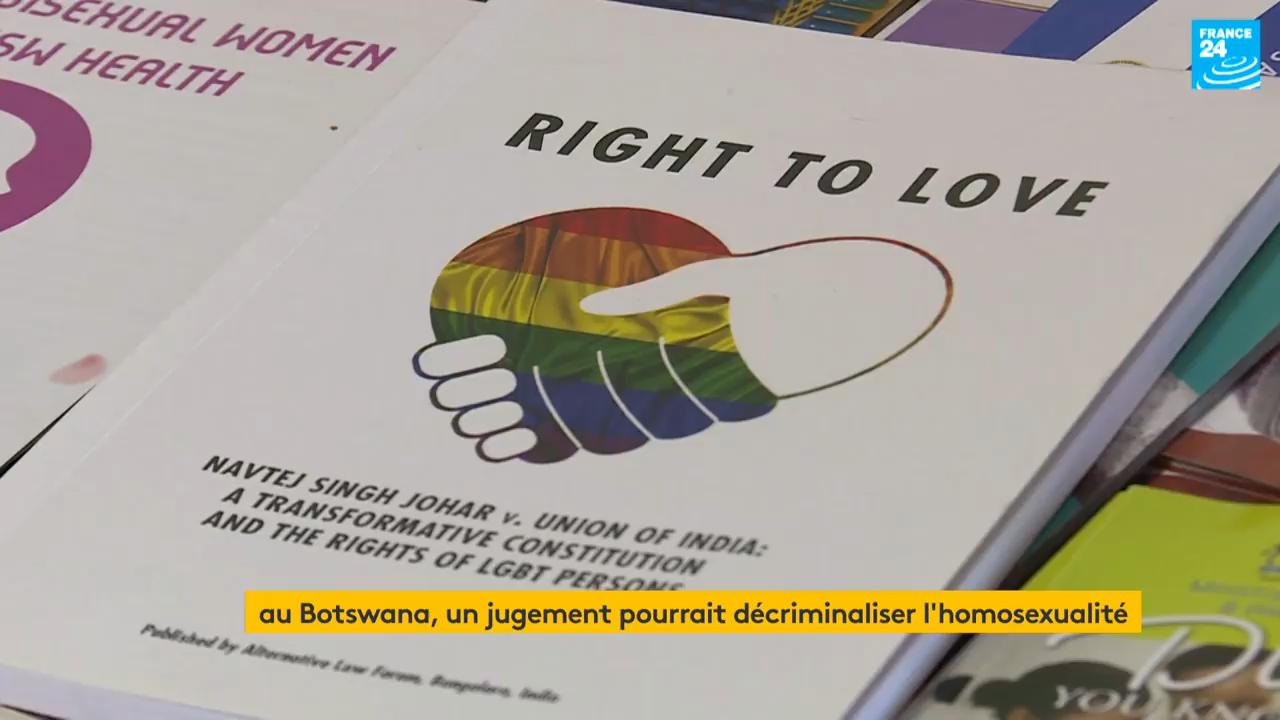 BISEXUAL WOMEN
SW HEALTH
FRANCE
24
RIGHT TO LOVE
NAVTEJ SINGH JOHAR v. UNION OF INDIA:
A TRANSFORMATIVE CONSTITUTION
AND THE RIGHTS OF LGBT PERSONS
au Botswana, un jugement pourrait décriminaliser l'homosexualité
Published by Alternative Law Forum, Bangalore, India
YOU KNO